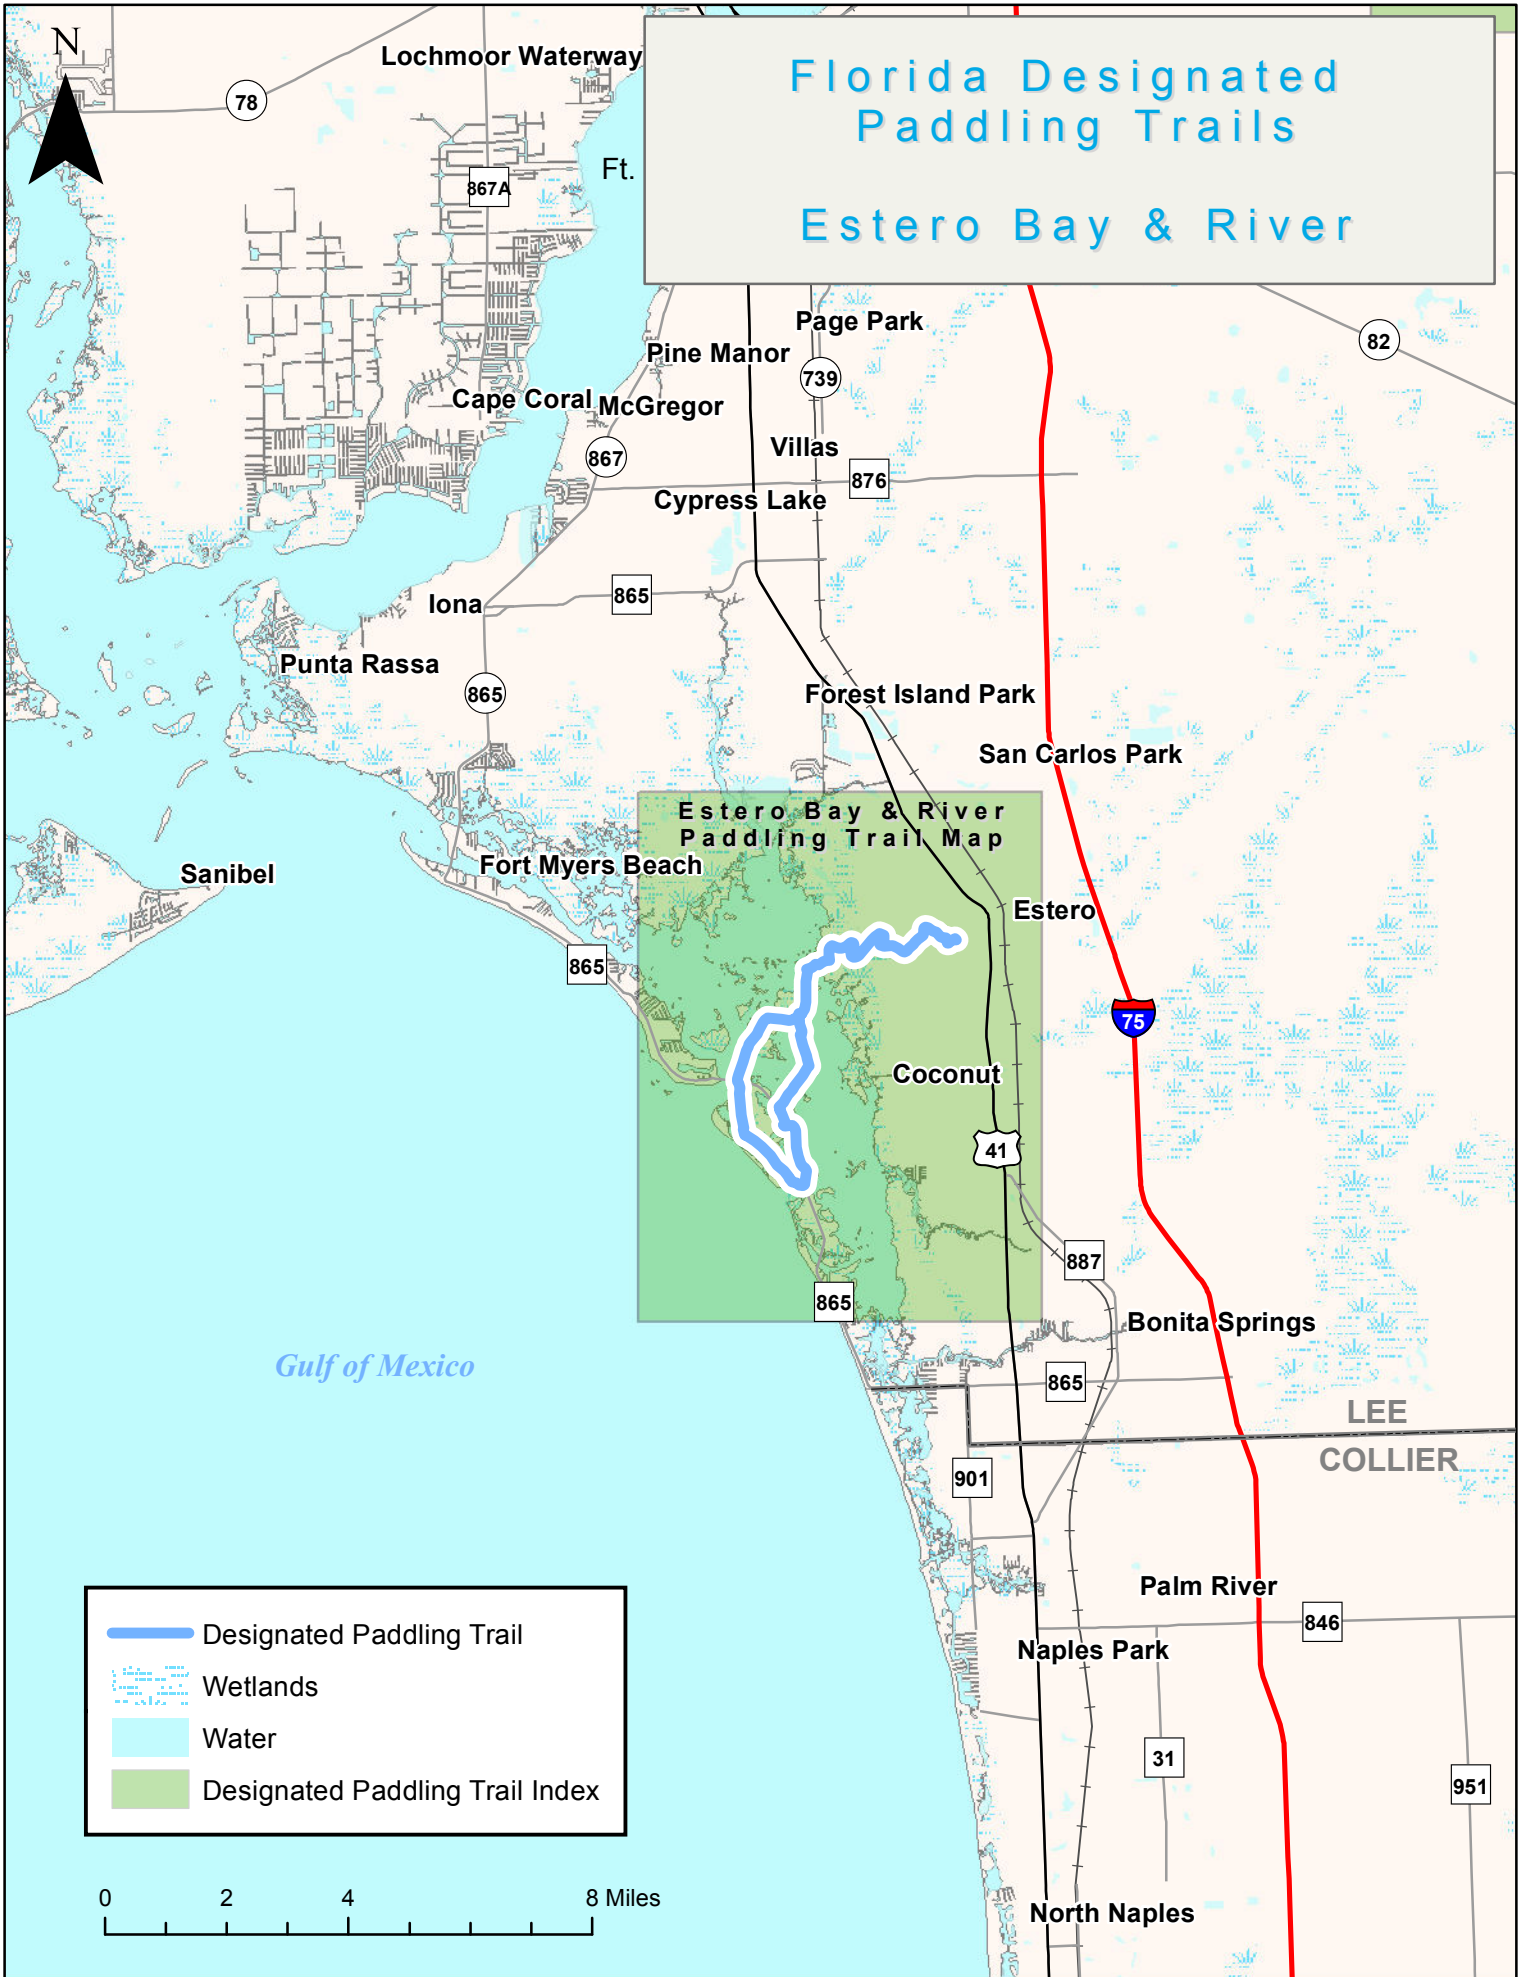 N
Lochmoor Waterway
Florida Designated
Paddling Trails
Estero Bay & River
78
867A
Ft.
Page Park
Pine Manor
82
739
Cape Coral
McGregor
Villas
867
876
Cypress Lake
Iona
865
Punta Rassa
865
Forest Island Park
San Carlos Park
Estero Bay & River
Paddling Trail Map
Fort Myers Beach
Sanibel
Estero
865
75
Coconut
41
887
865
Bonita Springs
Gulf of Mexico
865
LEE
COLLIER
901
Palm River
846
Naples Park
Designated Paddling Trail
Wetlands
Water
Designated Paddling Trail Index
31
951
0 2 4 8 Miles
North Naples